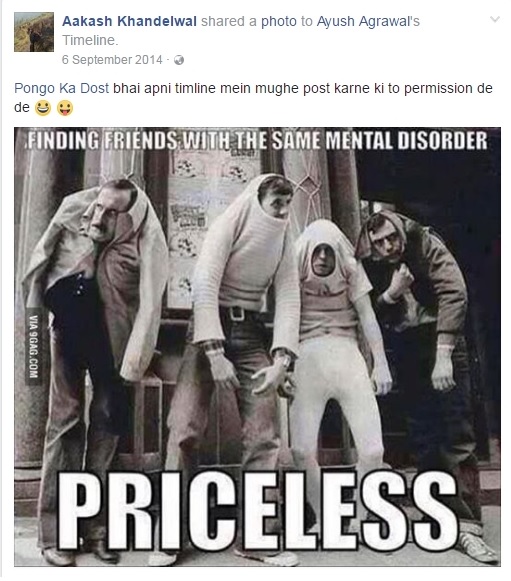 Aakash Khandelwal shared a photo to Ayush Agrawal's
Timeline.
6 September 2014 ·
Pongo Ka Dost bhai apni timline mein mughe post karne ki to permission de
de
FINDING FRIENDS WITH THE SAME MENTAL DISORDER
VIA 9GAG.COM
PRICELESS